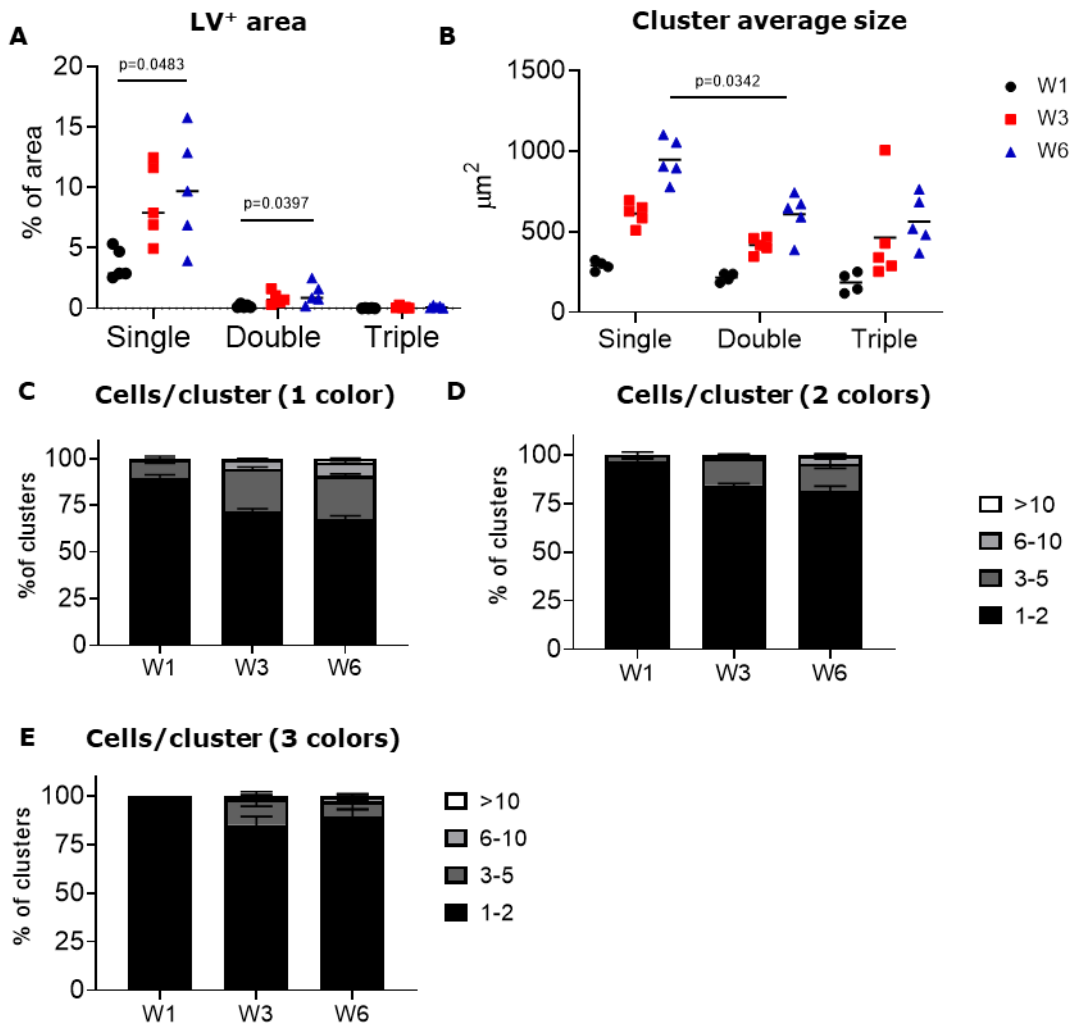 A
LV⁺ area
% of area
20
15
10
5
0
p=0.0483
p=0.0397
Single Double Triple
B
Cluster average size
μm²
1500
1000
500
0
p=0.0342
Single Double Triple
W1
W3
W6
C
Cells/cluster (1 color)
%of clusters
100
75
50
25
0
W1 W3 W6
D
Cells/cluster (2 colors)
% of clusters
100
75
50
25
0
W1 W3 W6
>10
6-10
3-5
1-2
E
Cells/cluster (3 colors)
% of clusters
100
75
50
25
0
W1 W3 W6
>10
6-10
3-5
1-2